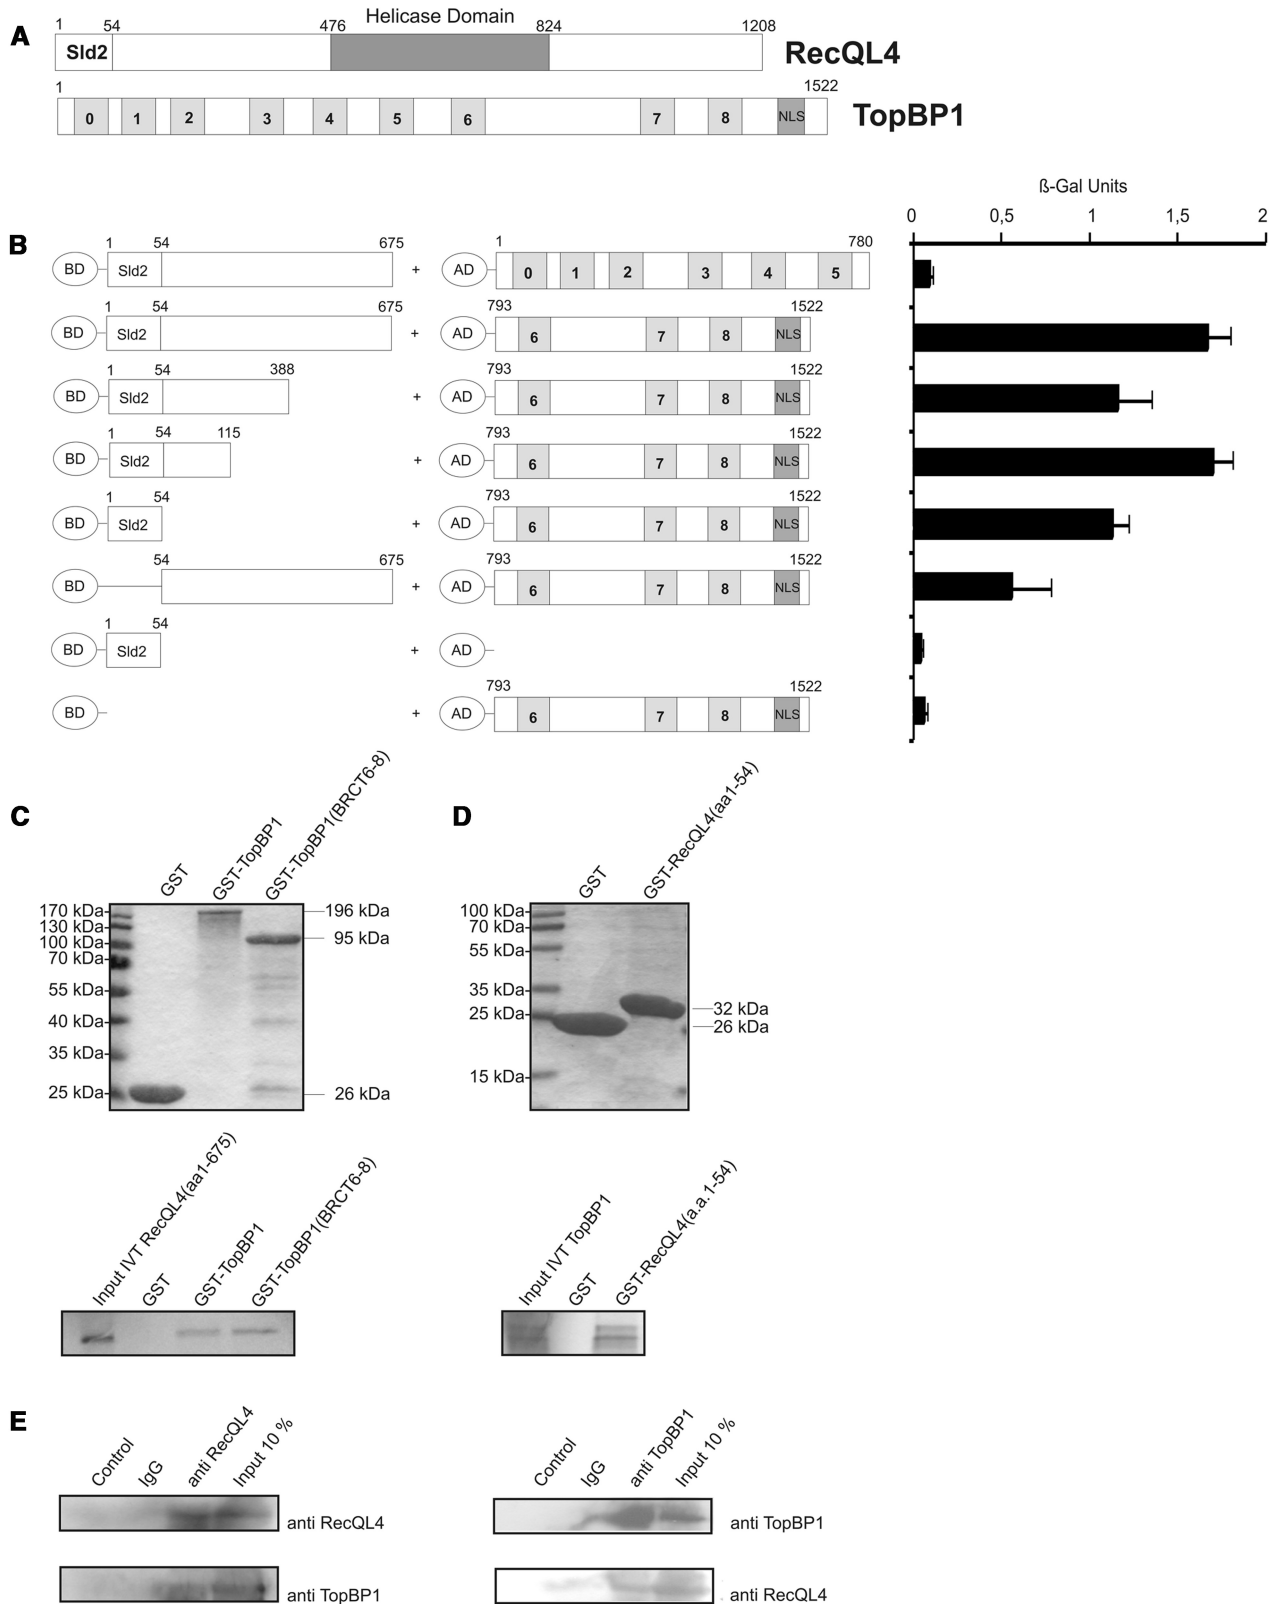 A
1 54 476 Helicase Domain 824 1208
Sld2 RecQL4
1 1522
0 1 2 3 4 5 6 7 8 NLS TopBP1
ß-Gal Units
0 0,5 1 1,5 2
B
1 54 675 1 780
BD Sld2 + AD 0 1 2 3 4 5
1 54 675 793 1522
BD Sld2 + AD 6 7 8 NLS
1 54 388 793 1522
BD Sld2 + AD 6 7 8 NLS
1 54 115 793 1522
BD Sld2 + AD 6 7 8 NLS
1 54 793 1522
BD Sld2 + AD 6 7 8 NLS
54 675 793 1522
BD + AD 6 7 8 NLS
1 54
BD Sld2 + AD
793 1522
BD + AD 6 7 8 NLS
C
GST
GST-TopBP1
GST-TopBP1(BRCT6-8)
170 kDa
130 kDa
100 kDa
70 kDa
55 kDa
40 kDa
35 kDa
25 kDa
196 kDa
95 kDa
26 kDa
Input IVT RecQL4(aa1-675)
GST
GST-TopBP1
GST-TopBP1(BRCT6-8)
D
GST
GST-RecQL4(aa1-54)
100 kDa
70 kDa
55 kDa
35 kDa
25 kDa
15 kDa
32 kDa
26 kDa
Input IVT TopBP1
GST
GST-RecQL4(a.a.1-54)
E
Control
IgG
anti RecQL4
Input 10 %
anti RecQL4
anti TopBP1
Control
IgG
anti TopBP1
Input 10 %
anti TopBP1
anti RecQL4